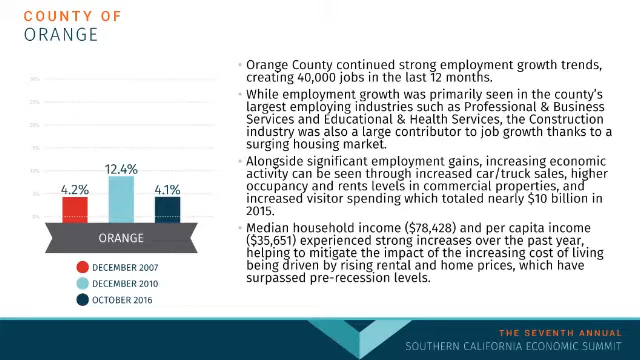 COUNTY OF
ORANGE
30%
25%
20%
15%
10%
5%
0%
4.2%
12.4%
4.1%
ORANGE
DECEMBER 2007
DECEMBER 2010
OCTOBER 2016
• Orange County continued strong employment growth trends,
creating 40,000 jobs in the last 12 months.
• While employment growth was primarily seen in the county's
largest employing industries such as Professional & Business
Services and Educational & Health Services, the Construction
industry was also a large contributor to job growth thanks to a
surging housing market.
• Alongside significant employment gains, increasing economic
activity can be seen through increased car/truck sales, higher
occupancy and rents levels in commercial properties, and
increased visitor spending which totaled nearly $10 billion in
2015.
• Median household income ($78,428) and per capita income
($35,651) experienced strong increases over the past year,
helping to mitigate the impact of the increasing cost of living
being driven by rising rental and home prices, which have
surpassed pre-recession levels.
THE SEVENTH ANNUAL
SOUTHERN CALIFORNIA ECONOMIC SUMMIT